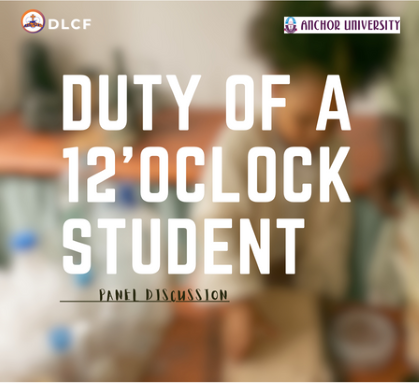 DLCF
ANCHOR UNIVERSITY
DUTY OF A
12'OCLOCK
STUDENT
PANEL DISCUSSION